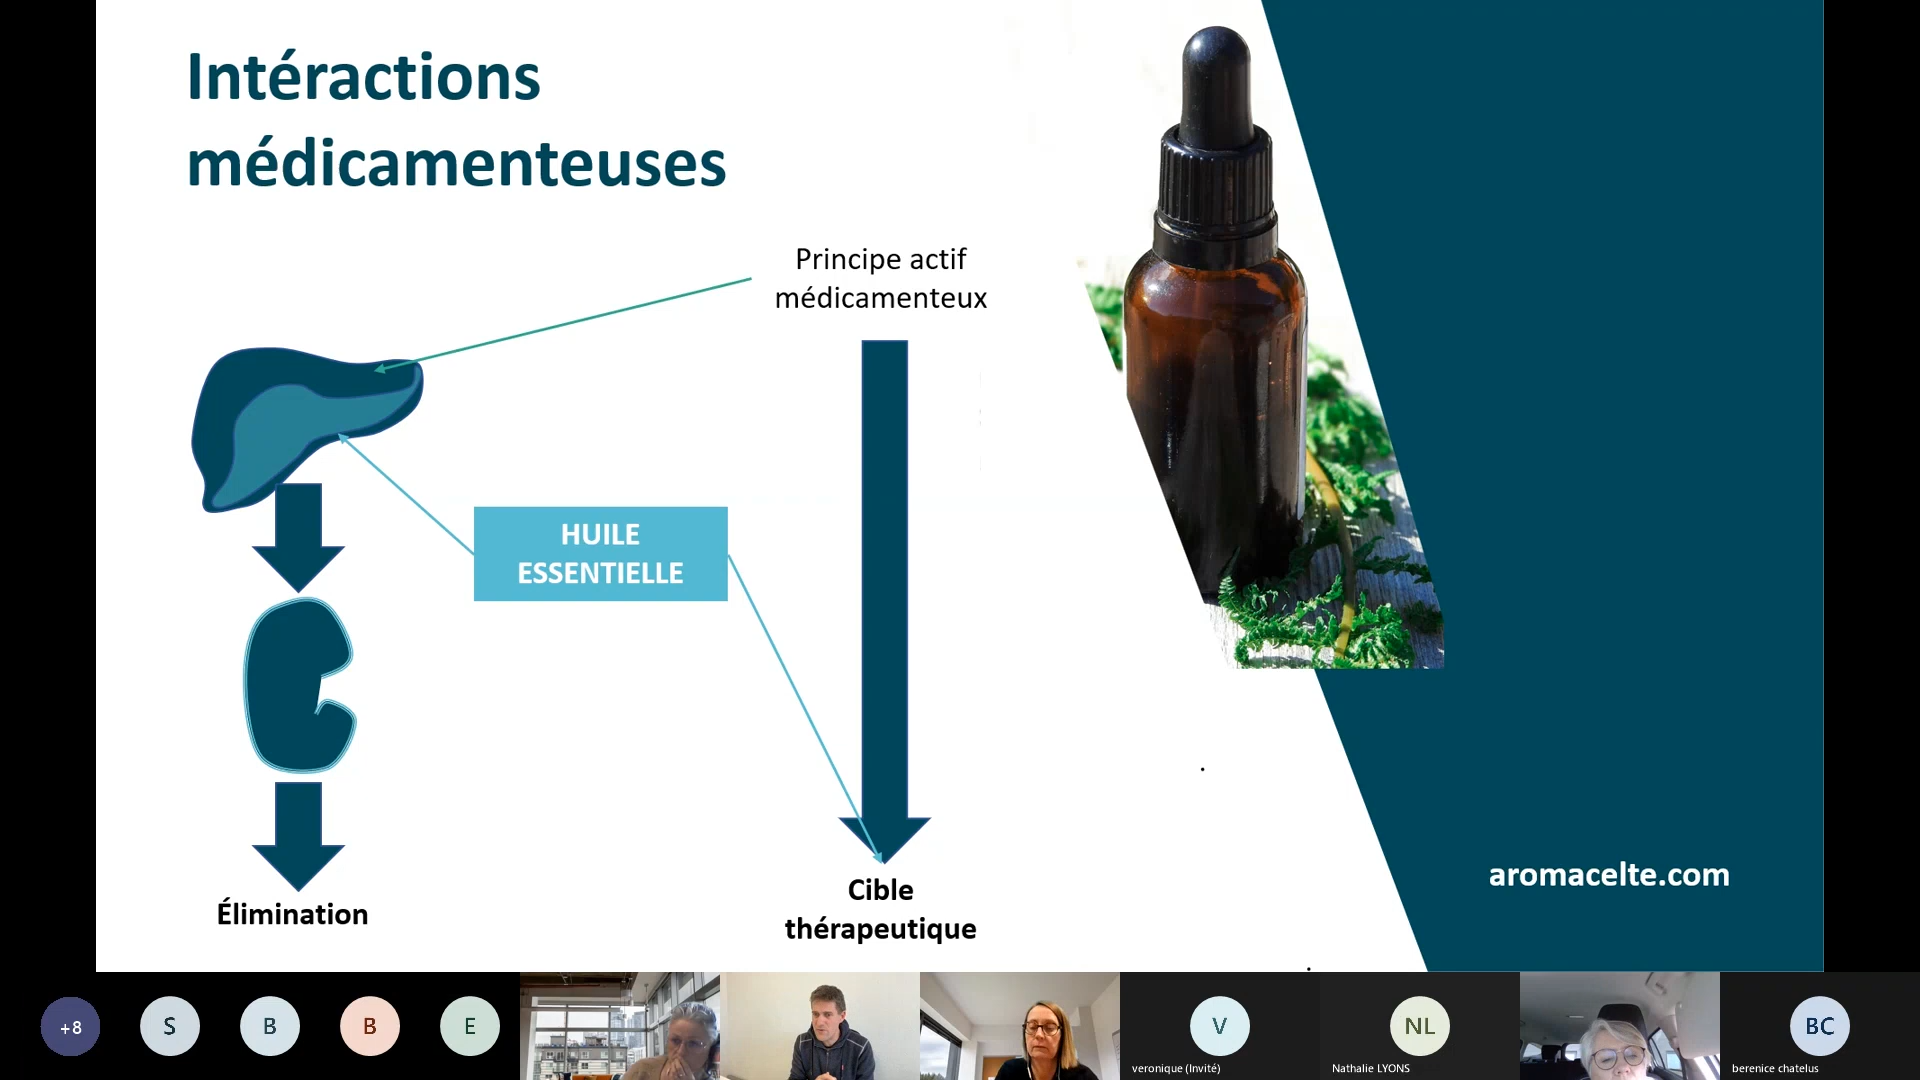 Intéractions
médicamenteuses
Principe actif
médicamenteux
HUILE
ESSENTIELLE
Élimination
Cible
thérapeutique
aromacelte.com
+8
S
B
B
E
V
veronique (Invité)
NL
Nathalie LYONS
BC
berenice chatelus